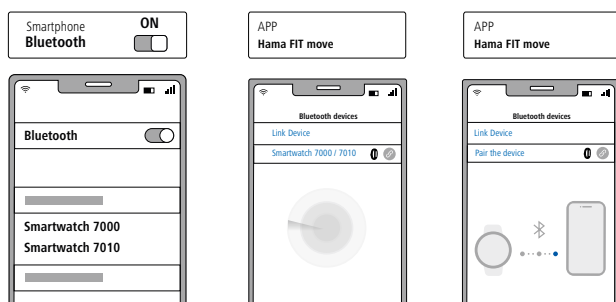 Smartphone
Bluetooth
ON
Bluetooth
Smartwatch 7000
Smartwatch 7010
APP
Hama FIT move
Bluetooth devices
Link Device
Smartwatch 7000 / 7010
APP
Hama FIT move
Bluetooth devices
Link Device
Pair the device